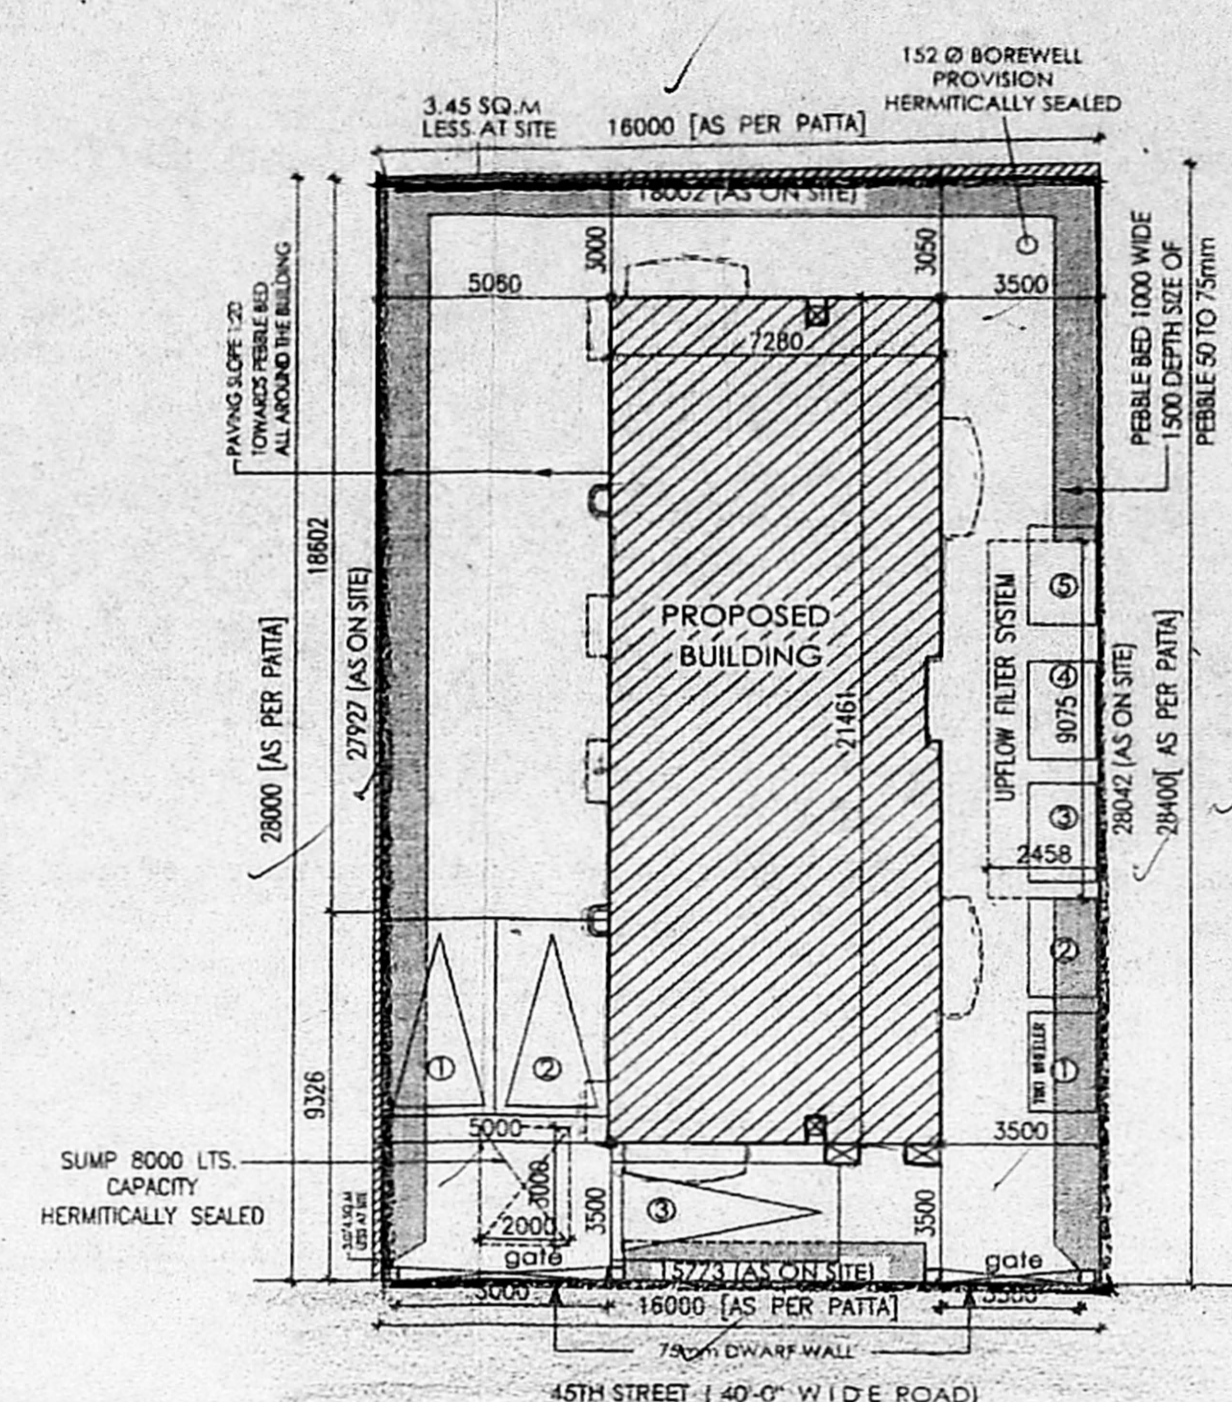 152 Ø BOREWELL
PROVISION
HERMITICALLY SEALED
3.45 SQ.M
LESS AT SITE
16000 [AS PER PATTA]
(AS ON SITE)
3000
3050
5060
3500
7280
PAVING SLOPE 1:20
TOWARDS PEBBLE BED
ALL AROUND THE BUILDING
PEBBLE BED 1000 WIDE
1500 DEPTH SIZE OF
PEBBLE 50 TO 75mm
18602
27927 (AS ON SITE)
28000 [AS PER PATTA]
PROPOSED
BUILDING
21461
UPFLOW FILTER SYSTEM
5
4
9075
3
2458
2
1
28042 (AS ON SITE)
28400[ AS PER PATTA]
9326
1
2
5000
3500
SUMP 8000 LTS.
CAPACITY
HERMITICALLY SEALED
LESS AT SITE
3000
2000
3500
3
3500
gate
gate
15773 (AS ON SITE)
5000
16000 [AS PER PATTA]
3500
DWARF WALL
45TH STREET ( 40'-0" WIDE ROAD)